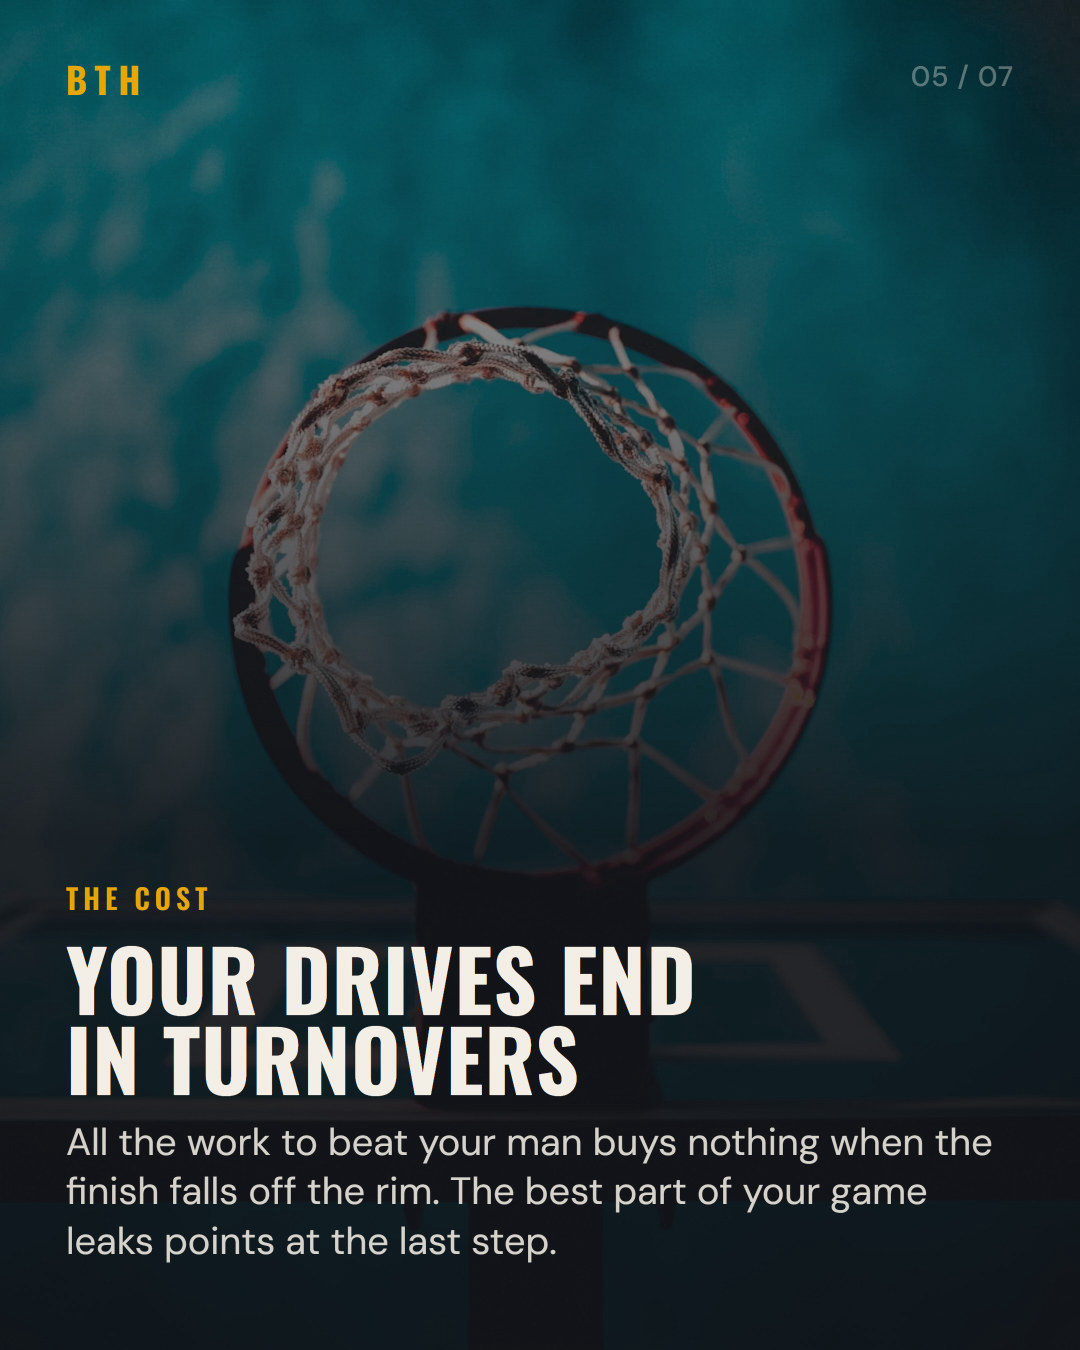 BTH
05 / 07
THE COST
YOUR DRIVES END
IN TURNOVERS
All the work to beat your man buys nothing when the
finish falls off the rim. The best part of your game
leaks points at the last step.